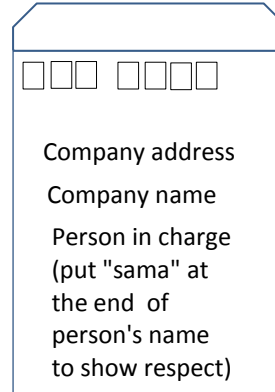 Company address
Company name
Person in charge
(put "sama" at
the end of
person's name
to show respect)